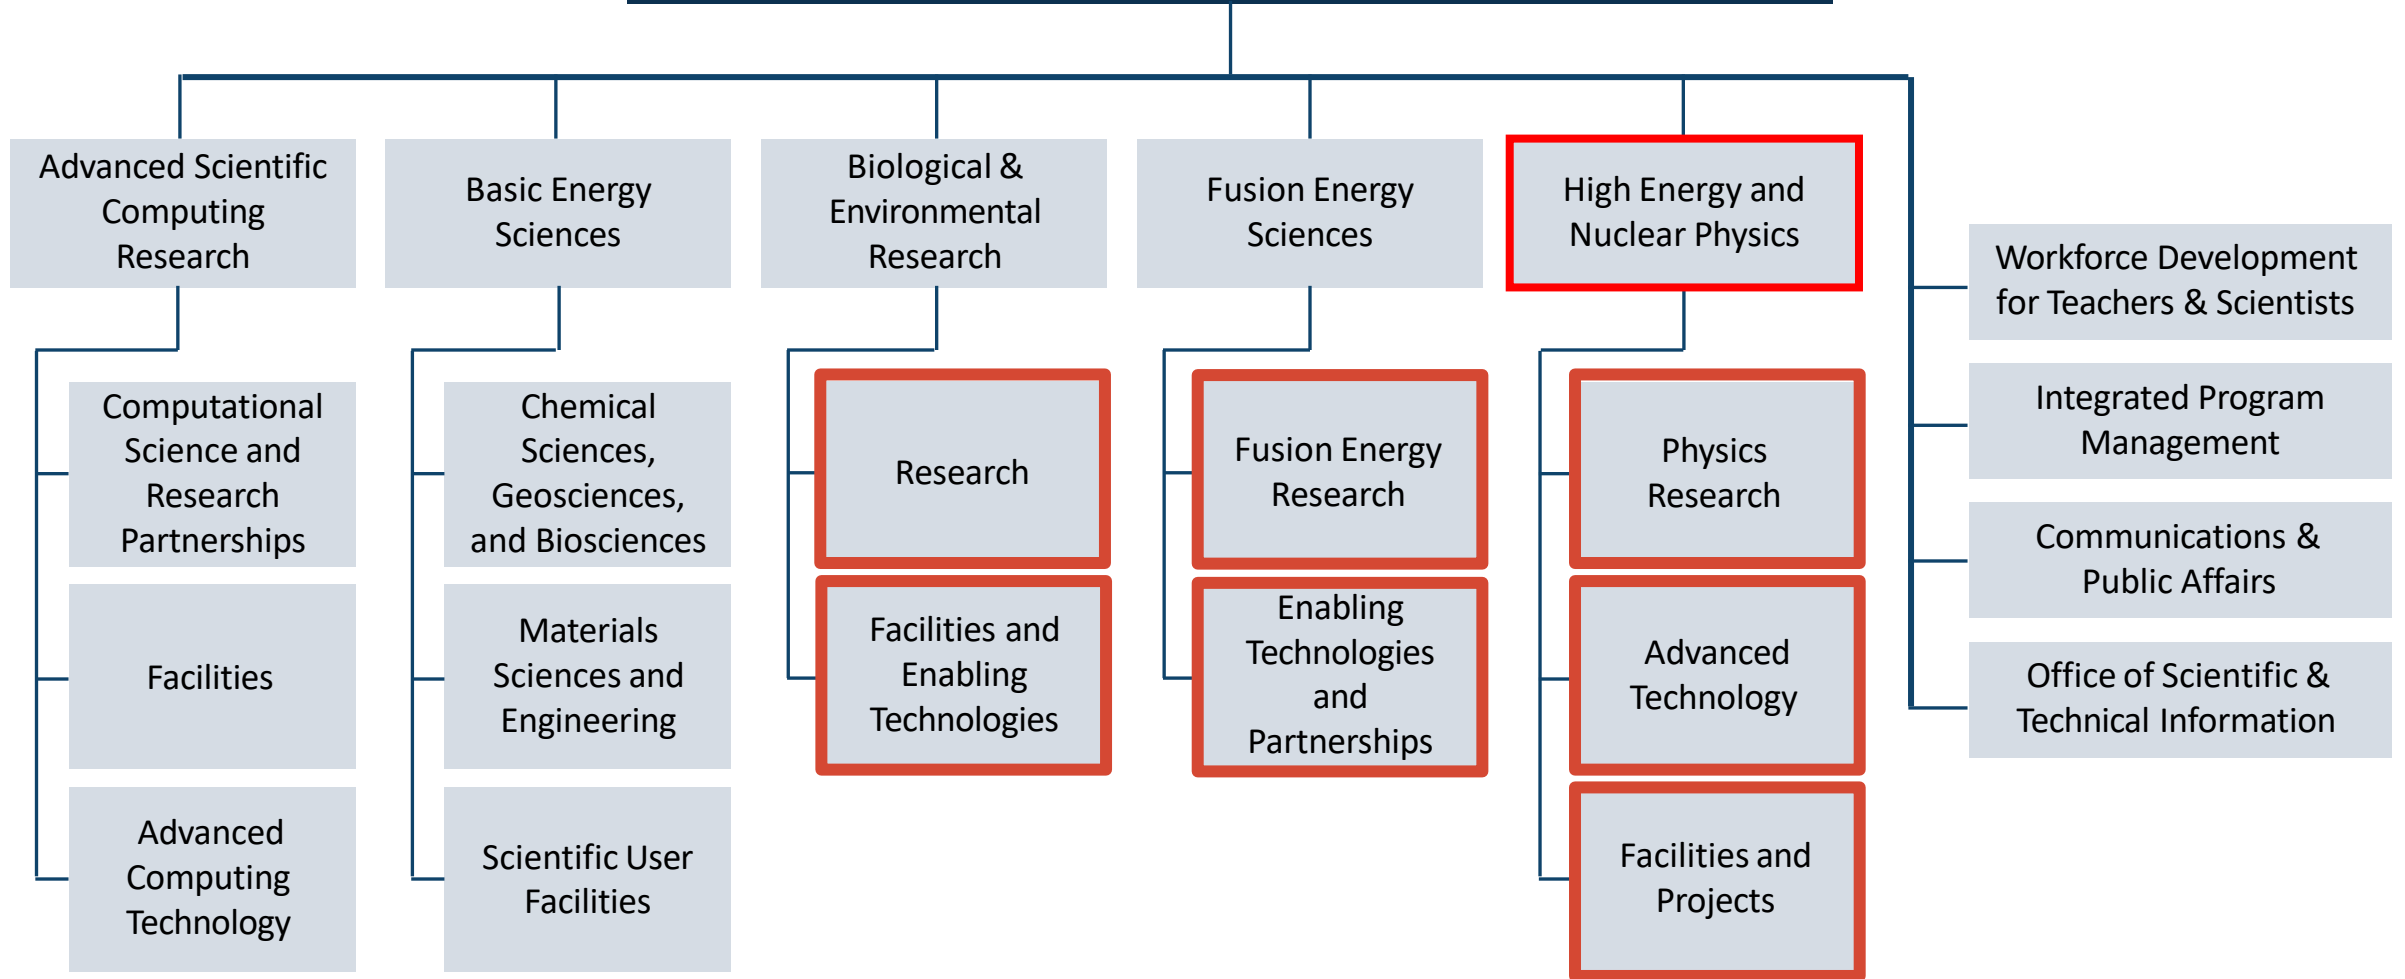 Advanced Scientific
Computing
Research
Basic Energy
Sciences
Biological &
Environmental
Research
Fusion Energy
Sciences
High Energy and
Nuclear Physics
Computational
Science and
Research
Partnerships
Facilities
Advanced
Computing
Technology
Chemical
Sciences,
Geosciences,
and Biosciences
Materials
Sciences and
Engineering
Scientific User
Facilities
Research
Facilities and
Enabling
Technologies
Fusion Energy
Research
Enabling
Technologies
and
Partnerships
Physics
Research
Advanced
Technology
Facilities and
Projects
Workforce Development
for Teachers & Scientists
Integrated Program
Management
Communications &
Public Affairs
Office of Scientific &
Technical Information